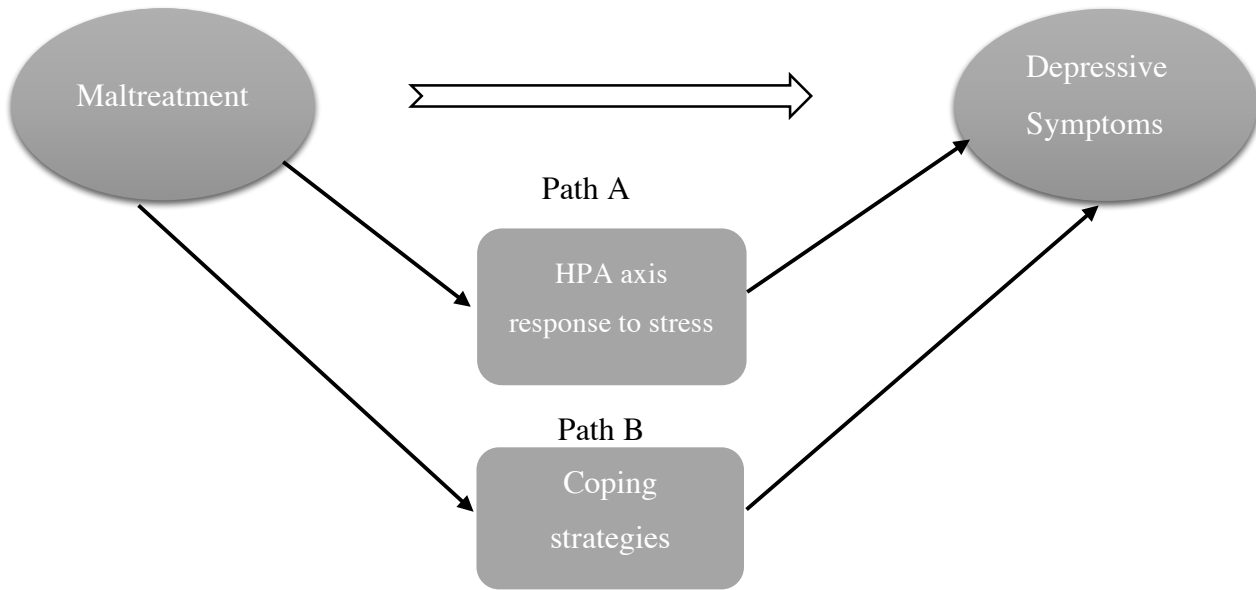 Maltreatment
Depressive
Symptoms
Path A
HPA axis
response to stress
Path B
Coping
strategies